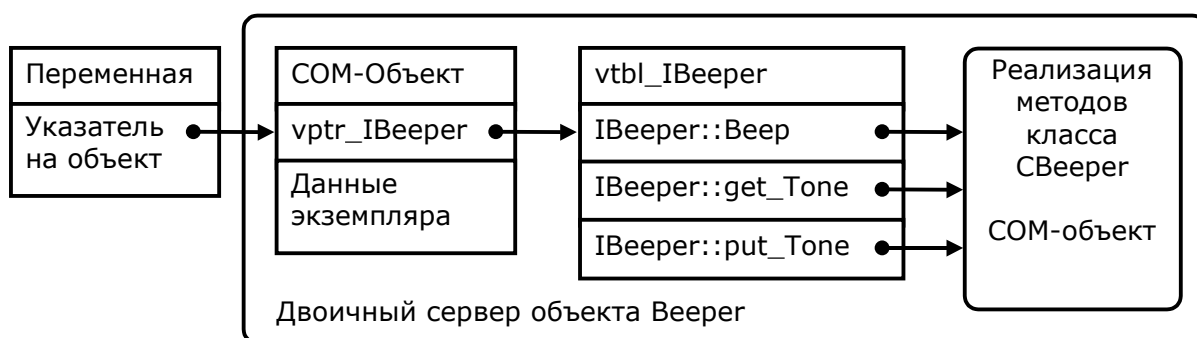 Переменная
Указатель
на объект
COM-Объект
vptr_IBeeper
Данные
экземпляра
vtbl_IBeeper
IBeeper::Beep
IBeeper::get_Tone
IBeeper::put_Tone
Реализация
методов
класса
CBeeper
COM-объект
Двоичный сервер объекта Beeper